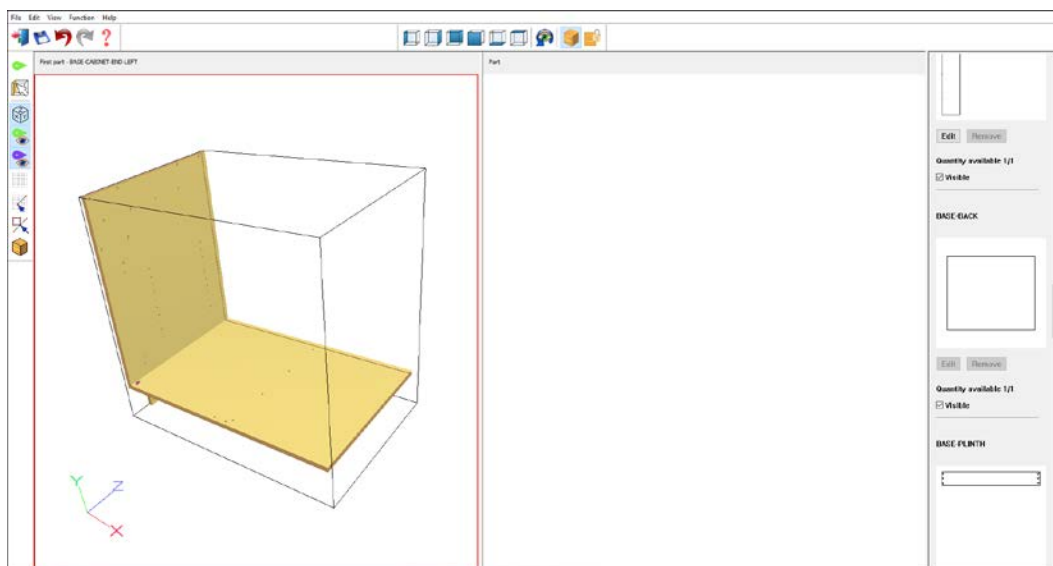 File Edit View Function Help
First part - BASE-CABINET-END-LEFT
Part
Edit Remove
Quantity available 1/1
Visible
BASE-BACK
Edit Remove
Quantity available 1/1
Visible
BASE-PLINTH
Y
Z
X